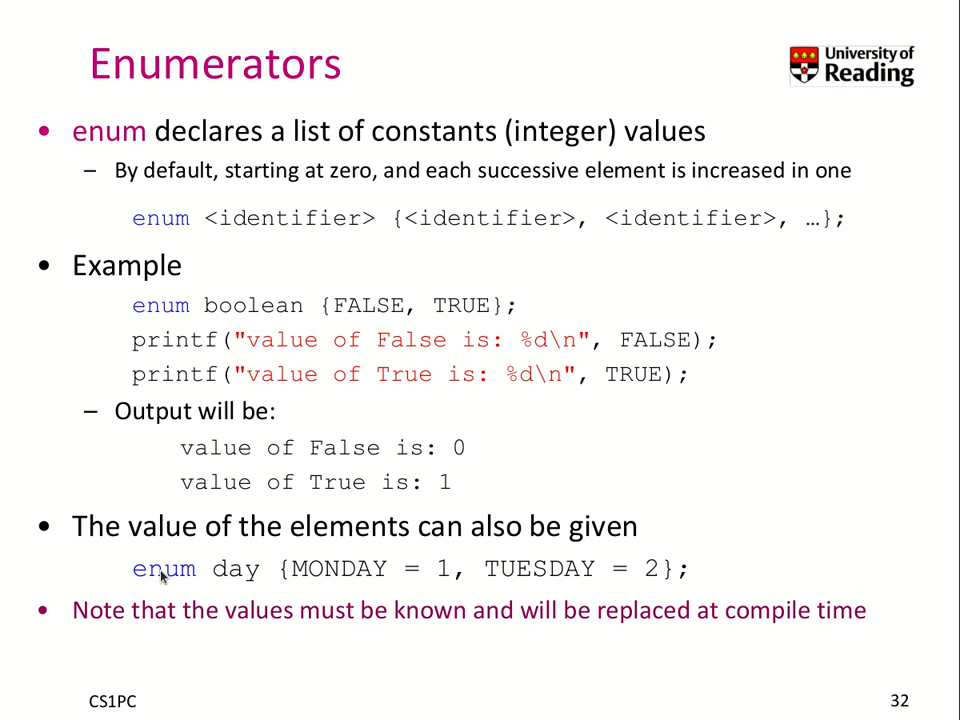 Enumerators
University of
Reading
• enum declares a list of constants (integer) values
– By default, starting at zero, and each successive element is increased in one
enum <identifier> {<identifier>, <identifier>, …};
• Example
enum boolean {FALSE, TRUE};
printf("value of False is: %d\n", FALSE);
printf("value of True is: %d\n", TRUE);
– Output will be:
value of False is: 0
value of True is: 1
• The value of the elements can also be given
enum day {MONDAY = 1, TUESDAY = 2};
• Note that the values must be known and will be replaced at compile time
CS1PC
32